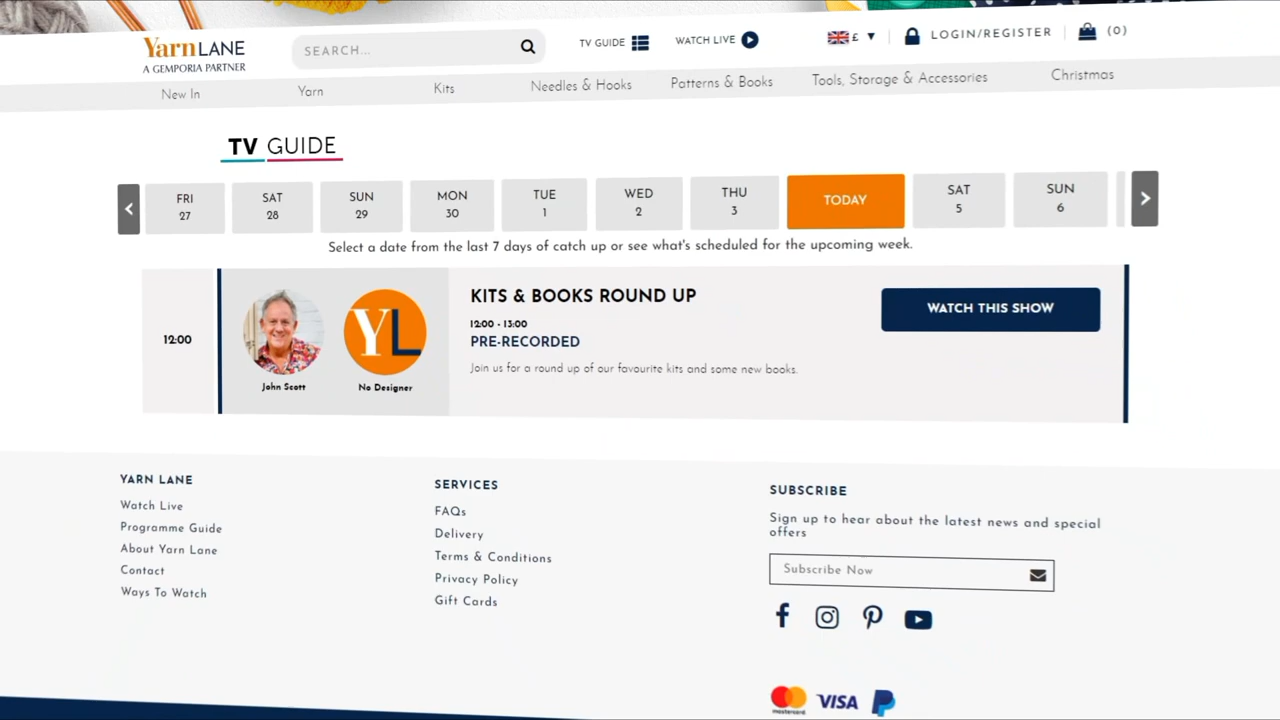 Yarn LANE
A GEMPORIA PARTNER
SEARCH...
TV GUIDE
WATCH LIVE
£
LOGIN/REGISTER
(0)
New In
Yarn
Kits
Needles & Hooks
Patterns & Books
Tools, Storage & Accessories
Christmas
TV GUIDE
FRI
27
SAT
28
SUN
29
MON
30
TUE
1
WED
2
THU
3
TODAY
SAT
5
SUN
6
Select a date from the last 7 days of catch up or see what's scheduled for the upcoming week.
12:00
YL
John Scott
No Designer
KITS & BOOKS ROUND UP
12:00 - 13:00
PRE-RECORDED
Join us for a round up of our favourite kits and some new books.
WATCH THIS SHOW
YARN LANE
Watch Live
Programme Guide
About Yarn Lane
Contact
Ways To Watch
SERVICES
FAQs
Delivery
Terms & Conditions
Privacy Policy
Gift Cards
SUBSCRIBE
Sign up to hear about the latest news and special
offers
Subscribe Now
mastercard
VISA